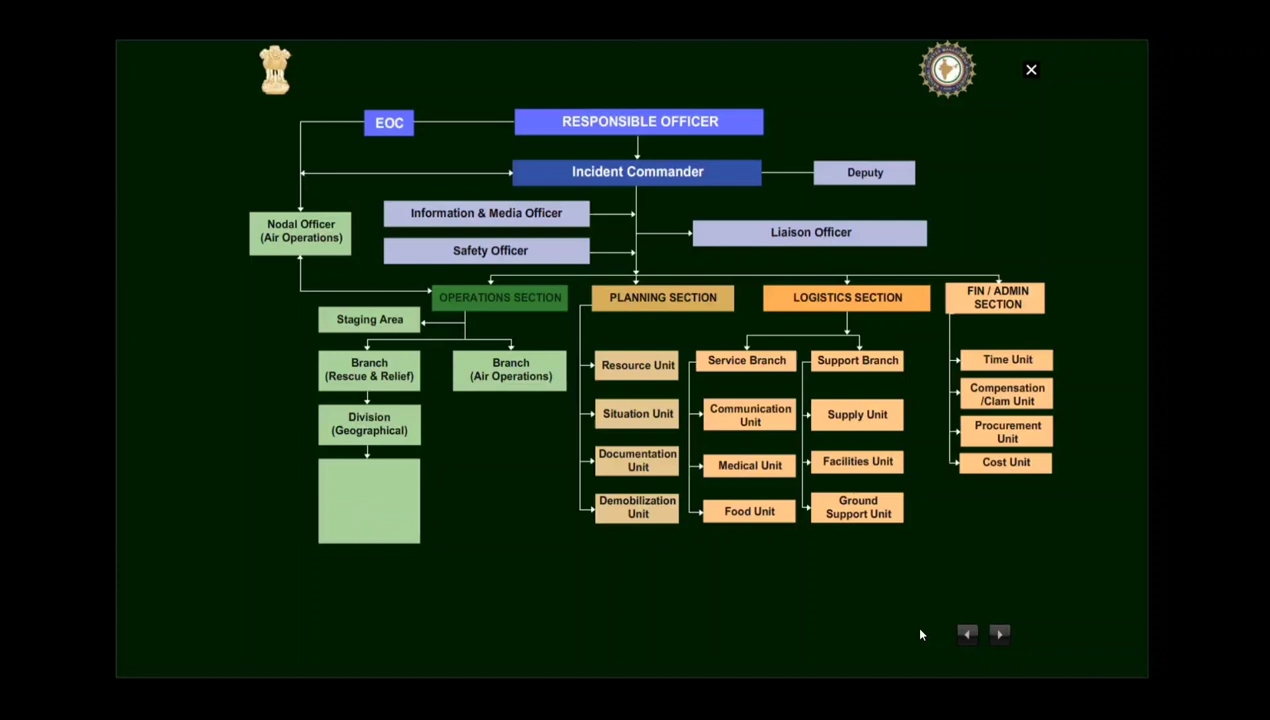 EOC
RESPONSIBLE OFFICER
Incident Commander
Deputy
Information & Media Officer
Nodal Officer
(Air Operations)
Liaison Officer
Safety Officer
OPERATIONS SECTION
PLANNING SECTION
LOGISTICS SECTION
FIN / ADMIN
SECTION
Staging Area
Branch
(Rescue & Relief)
Branch
(Air Operations)
Division
(Geographical)
Resource Unit
Situation Unit
Documentation
Unit
Demobilization
Unit
Service Branch
Communication
Unit
Medical Unit
Food Unit
Support Branch
Supply Unit
Facilities Unit
Ground
Support Unit
Time Unit
Compensation
/Clam Unit
Procurement
Unit
Cost Unit